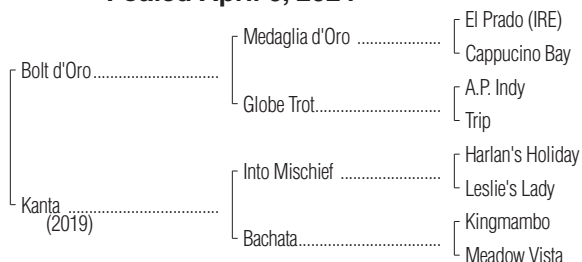 El Prado (IRE)
Medaglia d'Oro
Cappucino Bay
Bolt d'Oro
A.P. Indy
Globe Trot
Trip
Harlan's Holiday
Into Mischief
Leslie's Lady
Kanta
(2019)
Kingmambo
Bachata
Meadow Vista